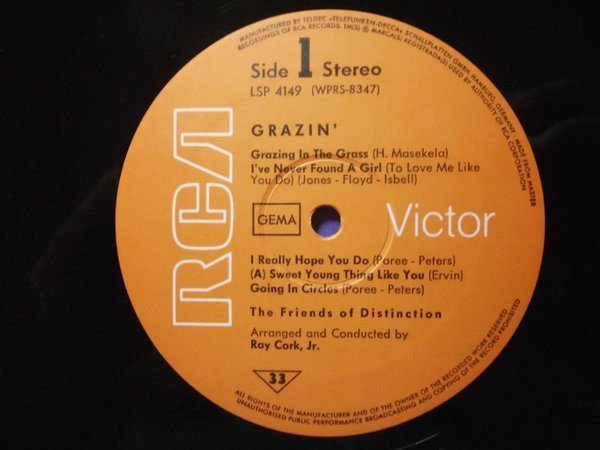 MANUFACTURED BY TELDEC »TELEFUNKEN-DECCA« SCHALLPLATTEN GMBH, HAMBURG, GERMANY, MADE FROM MASTER
RECORDINGS OF RCA RECORDS. TM(S) ® MARCA(S) REGISTRADA(S) USED BY AUTHORITY OF RCA CORPORATION
Side 1 Stereo
LSP 4149 (WPRS-8347)
GRAZIN'
Grazing In The Grass (H. Masekela)
I've Never Found A Girl (To Love Me Like
You Do) (Jones - Floyd - Isbell)
RCA
GEMA
Victor
I Really Hope You Do (Poree - Peters)
(A) Sweet Young Thing Like You (Ervin)
Going In Circles (Poree - Peters)
The Friends of Distinction
Arranged and Conducted by
Ray Cork, Jr.
33
ALL RIGHTS OF THE MANUFACTURER AND OF THE OWNER OF THE RECORDED WORK RESERVED
UNAUTHORISED PUBLIC PERFORMANCE BROADCASTING AND COPYING OF THE RECORD PROHIBITED